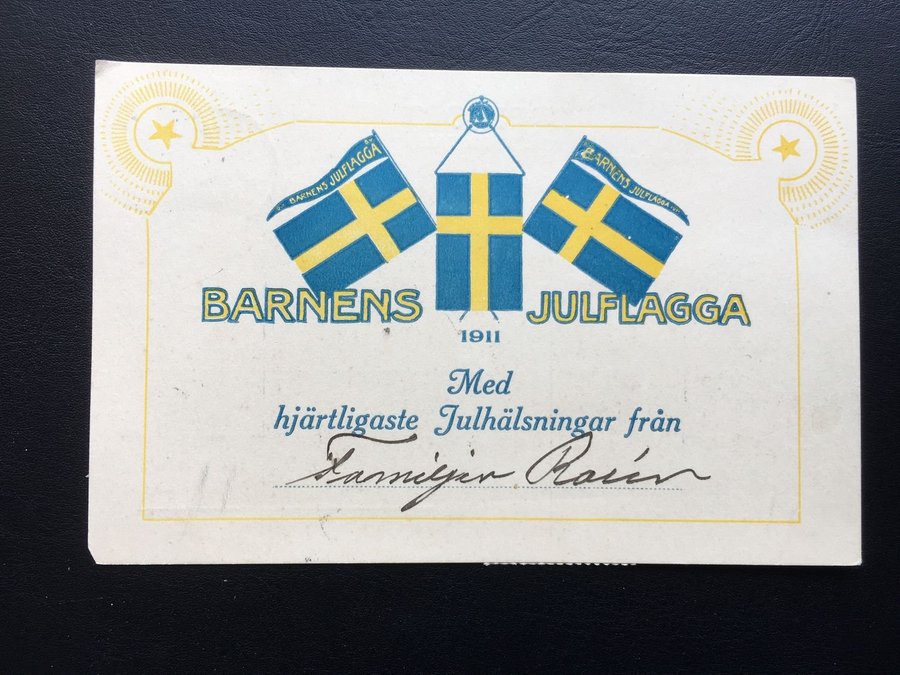 BARNENS JULFLAGGA
BARNENS JULFLAGGA
BARNENS JULFLAGGA
1911
Med
hjärtligaste Julhälsningar från
Familjen